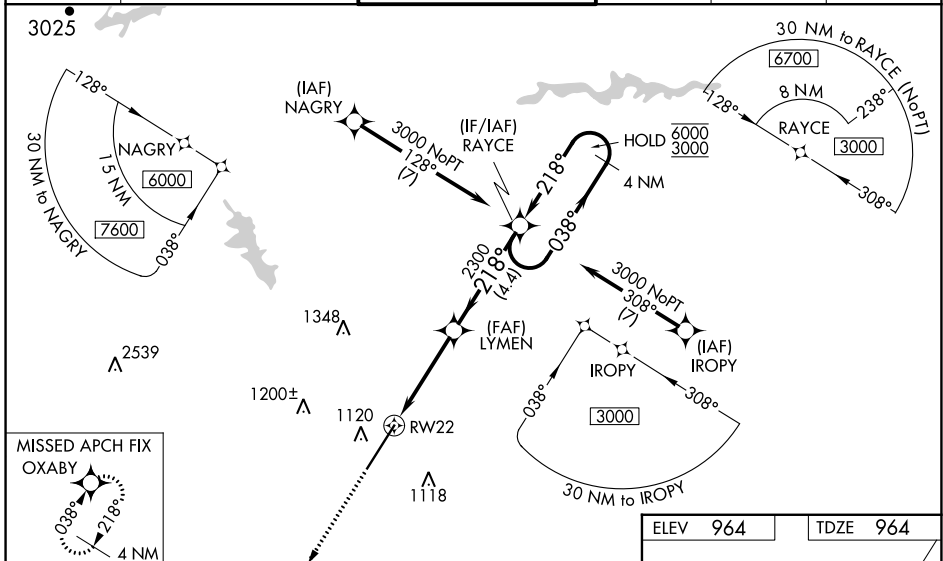 3025
128°
NAGRY
15 NM
6000
7600
30 NM to NAGRY
038°
(IAF)
NAGRY
3000 NoPT
128°
(7)
(IF/IAF)
RAYCE
HOLD 6000
3000
4 NM
218°
038°
2300
218°
(4.4)
30 NM to RAYCE (NoPT)
6700
8 NM
128°
238°
RAYCE
3000
308°
3000 NoPT
308°
(7)
(IAF)
IROPY
(FAF)
LYMEN
1348
2539
1200±
1120
RW22
1118
IROPY
038°
308°
3000
30 NM to IROPY
MISSED APCH FIX
OXABY
038°
218°
4 NM
ELEV 964
TDZE 964